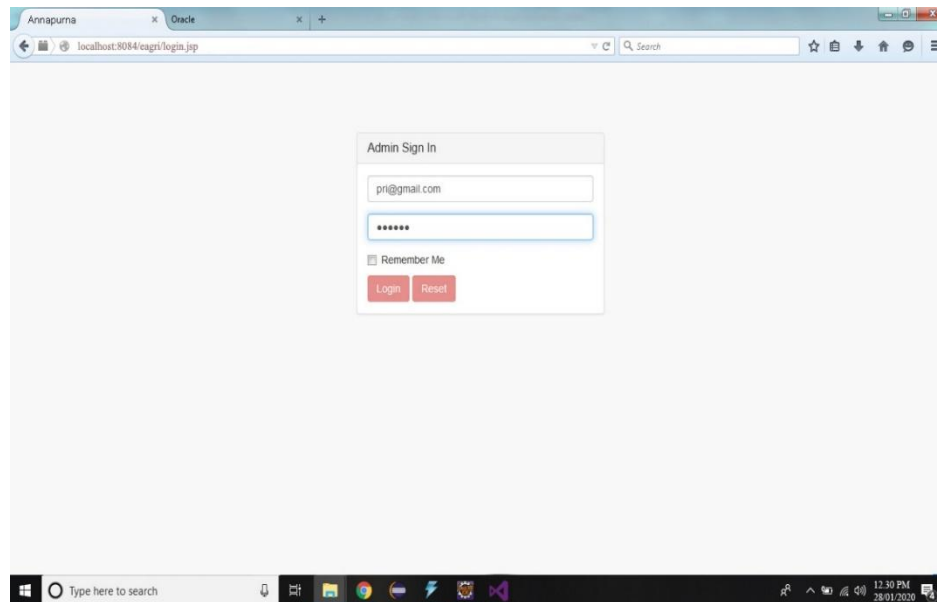 Annapurna
Oracle
localhost:8084/eagri/login.jsp
Search
Admin Sign In
pri@gmail.com
••••••
Remember Me
Login Reset
Type here to search
12.30 PM
28/01/2020